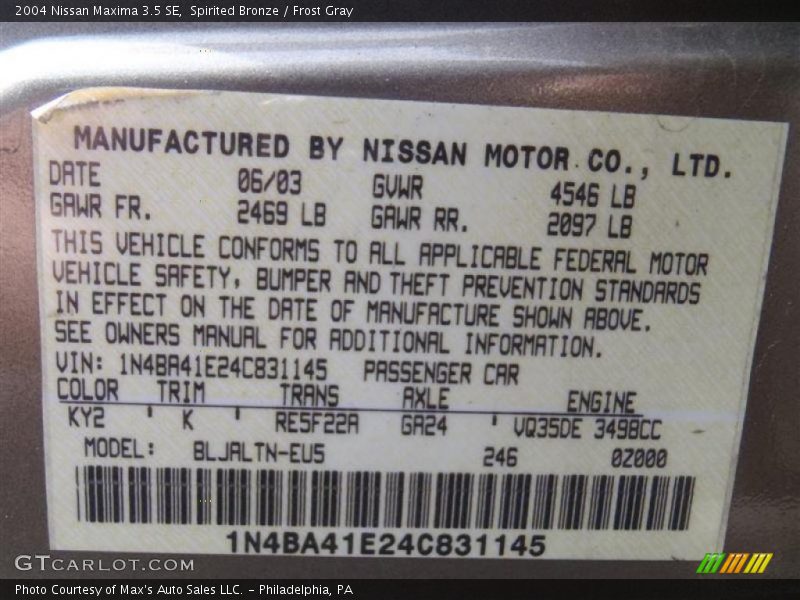 2004 Nissan Maxima 3.5 SE,  Spirited Bronze / Frost Gray
MANUFACTURED BY NISSAN MOTOR CO., LTD.
DATE 06/03 GVWR 4546 LB
GAWR FR. 2469 LB GAWR RR. 2097 LB
THIS VEHICLE CONFORMS TO ALL APPLICABLE FEDERAL MOTOR
VEHICLE SAFETY, BUMPER AND THEFT PREVENTION STANDARDS
IN EFFECT ON THE DATE OF MANUFACTURE SHOWN ABOVE.
SEE OWNERS MANUAL FOR ADDITIONAL INFORMATION.
VIN: 1N4BA41E24C831145 PASSENGER CAR
COLOR TRIM TRANS AXLE ENGINE
KY2 ' K ' RE5F22A GA24 ' VQ35DE 3498CC
MODEL: BLJALTN-EU5 246 0Z000
1N4BA41E24C831145
GTCARLOT.COM
Photo Courtesy of Max's Auto Sales LLC. – Philadelphia, PA